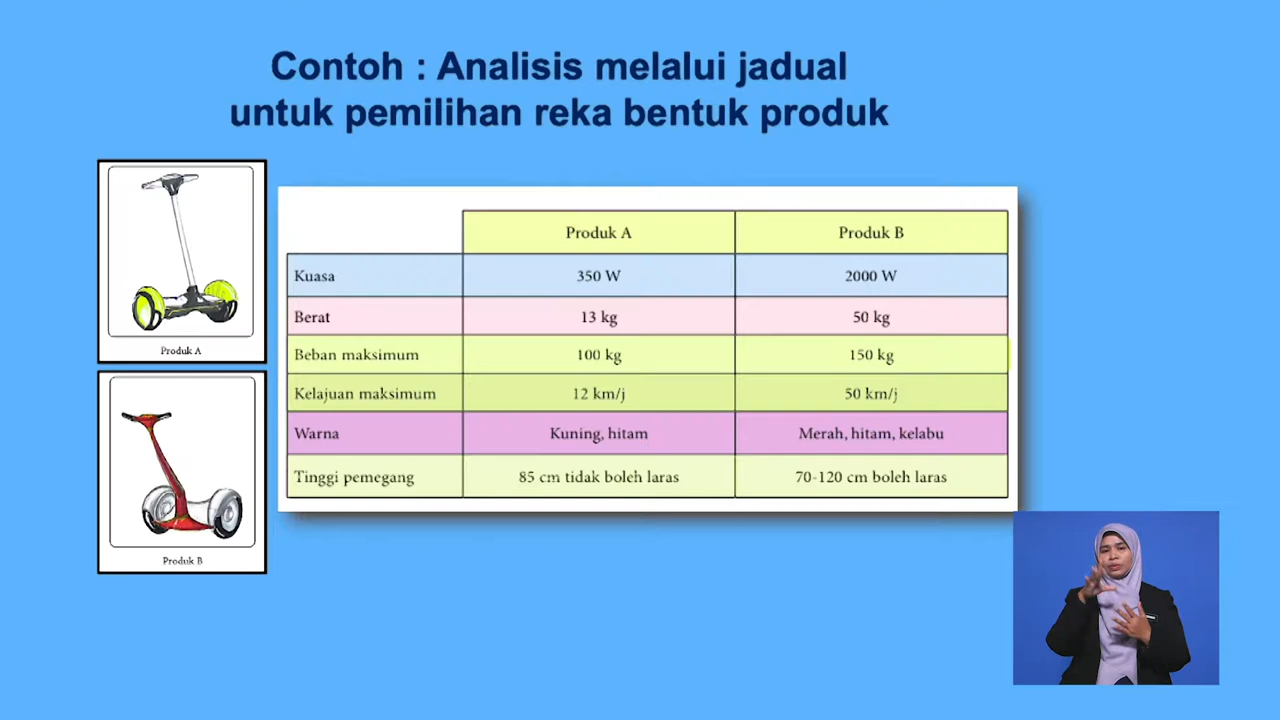 Contoh : Analisis melalui jadual
untuk pemilihan reka bentuk produk
Produk A
Produk B
Produk A
Produk B
Kuasa
350 W
2000 W
Berat
13 kg
50 kg
Beban maksimum
100 kg
150 kg
Kelajuan maksimum
12 km/j
50 km/j
Warna
Kuning, hitam
Merah, hitam, kelabu
Tinggi pemegang
85 cm tidak boleh laras
70-120 cm boleh laras